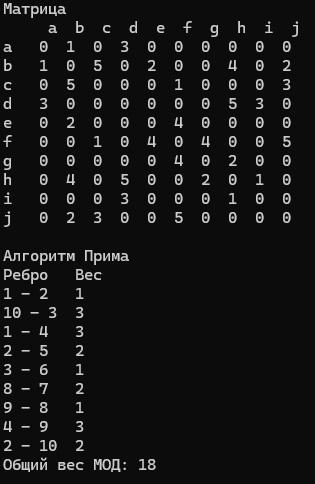 Матрица
a b c d e f g h i j
a 0 1 0 3 0 0 0 0 0 0
b 1 0 5 0 2 0 0 4 0 2
c 0 5 0 0 0 1 0 0 0 3
d 3 0 0 0 0 0 0 5 3 0
e 0 2 0 0 0 4 0 0 0 0
f 0 0 1 0 4 0 4 0 0 5
g 0 0 0 0 0 4 0 2 0 0
h 0 4 0 5 0 0 2 0 1 0
i 0 0 0 3 0 0 0 1 0 0
j 0 2 3 0 0 5 0 0 0 0
Алгоритм Прима
Ребро Вес
1 - 2 1
10 - 3 3
1 - 4 3
2 - 5 2
3 - 6 1
8 - 7 2
9 - 8 1
4 - 9 3
2 - 10 2
Общий вес МОД: 18